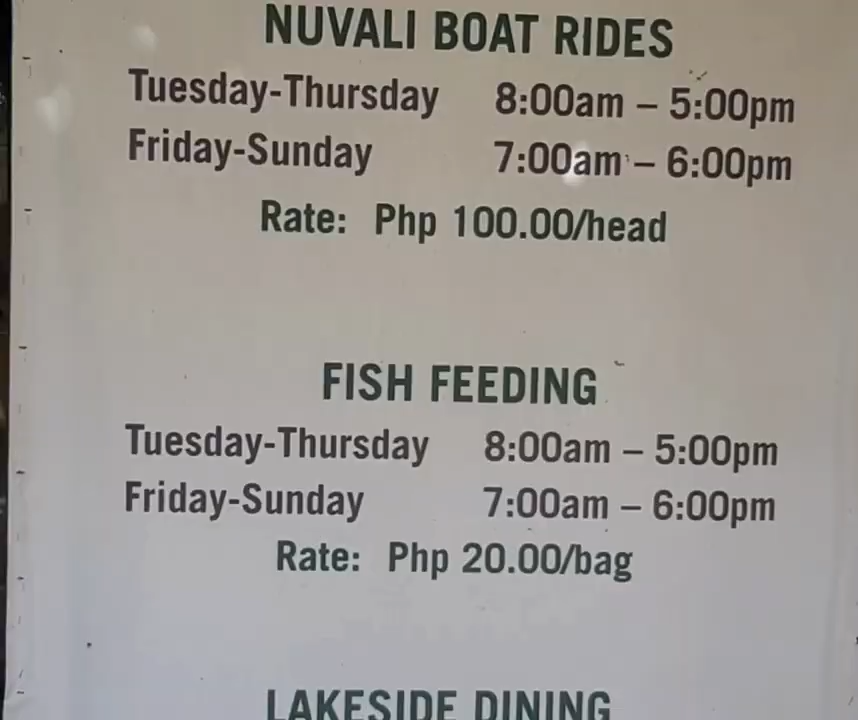 NUVALI BOAT RIDES
Tuesday-Thursday 8:00am – 5:00pm
Friday-Sunday 7:00am – 6:00pm
Rate: Php 100.00/head
FISH FEEDING
Tuesday-Thursday 8:00am – 5:00pm
Friday-Sunday 7:00am – 6:00pm
Rate: Php 20.00/bag
LAKESIDE DINING